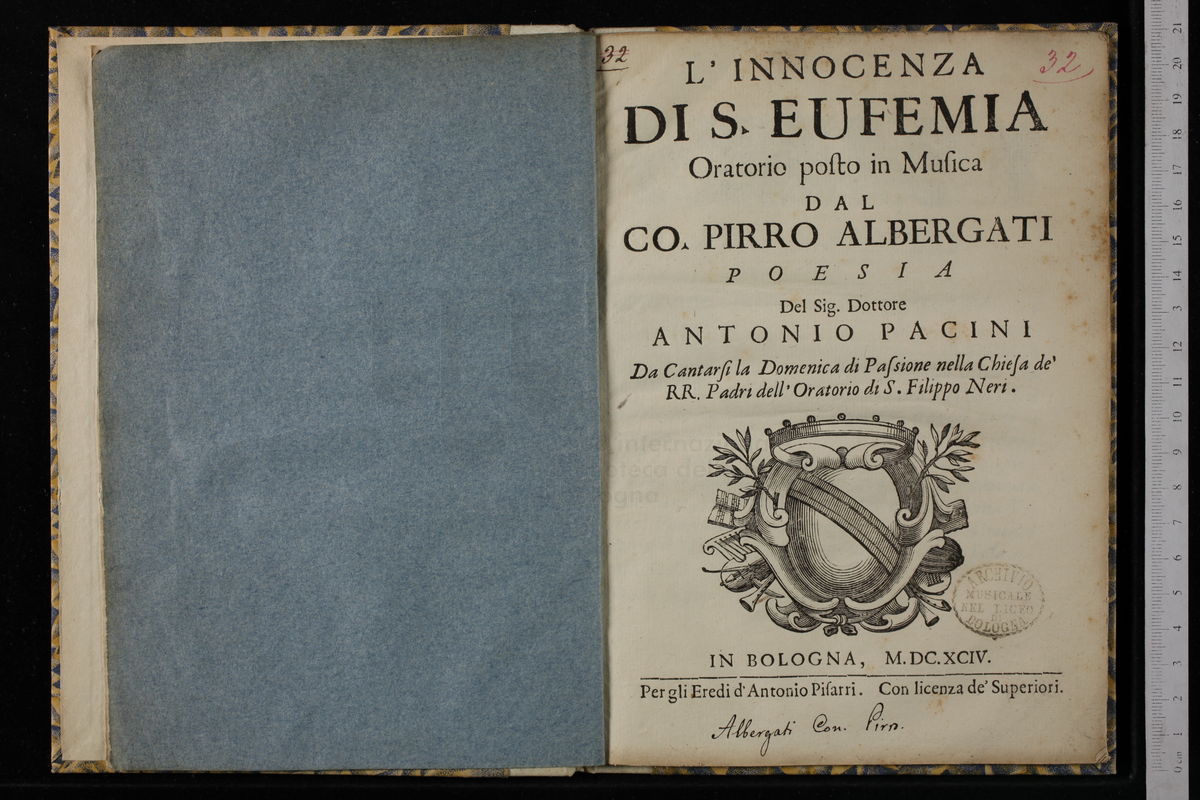 32
32
L' INNOCENZA
DI S. EUFEMIA
Oratorio poſto in Muſica
DAL
CO. PIRRO ALBERGATI
POESIA
Del Sig. Dottore
ANTONIO PACINI
Da Cantarſi la Domenica di Paſsione nella Chieſa de'
RR. Padri dell' Oratorio di S. Filippo Neri.
ARCHIVIO
MUSICALE
NEL LICEO
BOLOGNA
IN BOLOGNA, M.DC.XCIV.
Per gli Eredi d'Antonio Piſarri. Con licenza de' Superiori.
Albergati Con. Pirro.